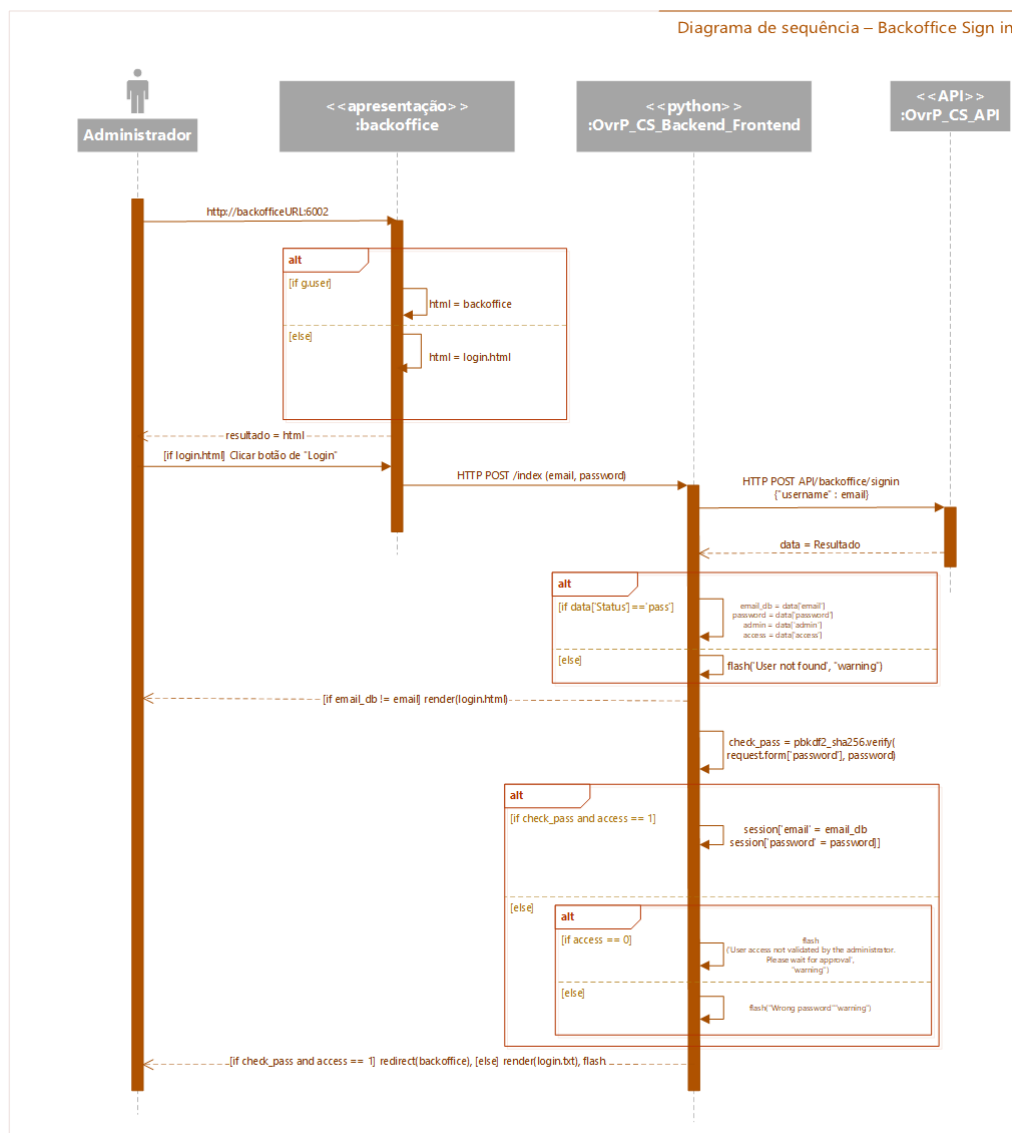 Diagrama de sequência – Backoffice Sign in
Administrador
<<apresentação>>
:backoffice
<<python>>
:OvrP_CS_Backend_Frontend
<<API>>
:OvrP_CS_API
http://backofficeURL:6002
alt
[if g.user]
html = backoffice
[else]
html = login.html
resultado = html
[if login.html] Clicar botão de "Login"
HTTP POST /index (email, password)
HTTP POST API/backoffice/signin
{"username" : email}
data = Resultado
alt
[if data['Status']=='pass']
email_db = data['email']
password = data['password']
admin = data['admin']
access = data['access']
[else]
flash('User not found', "warning")
[if email_db != email] render(login.html)
check_pass = pbkdf2_sha256.verify(
request.form['password'], password)
alt
[if check_pass and access == 1]
session['email' = email_db
session['password' = password]]
[else]
alt
[if access == 0]
flash
('User access not validated by the administrator.
Please wait for approval',
"warning")
[else]
flash("Wrong password""warning")
[if check_pass and access == 1] redirect(backoffice), [else] render(login.txt), flash